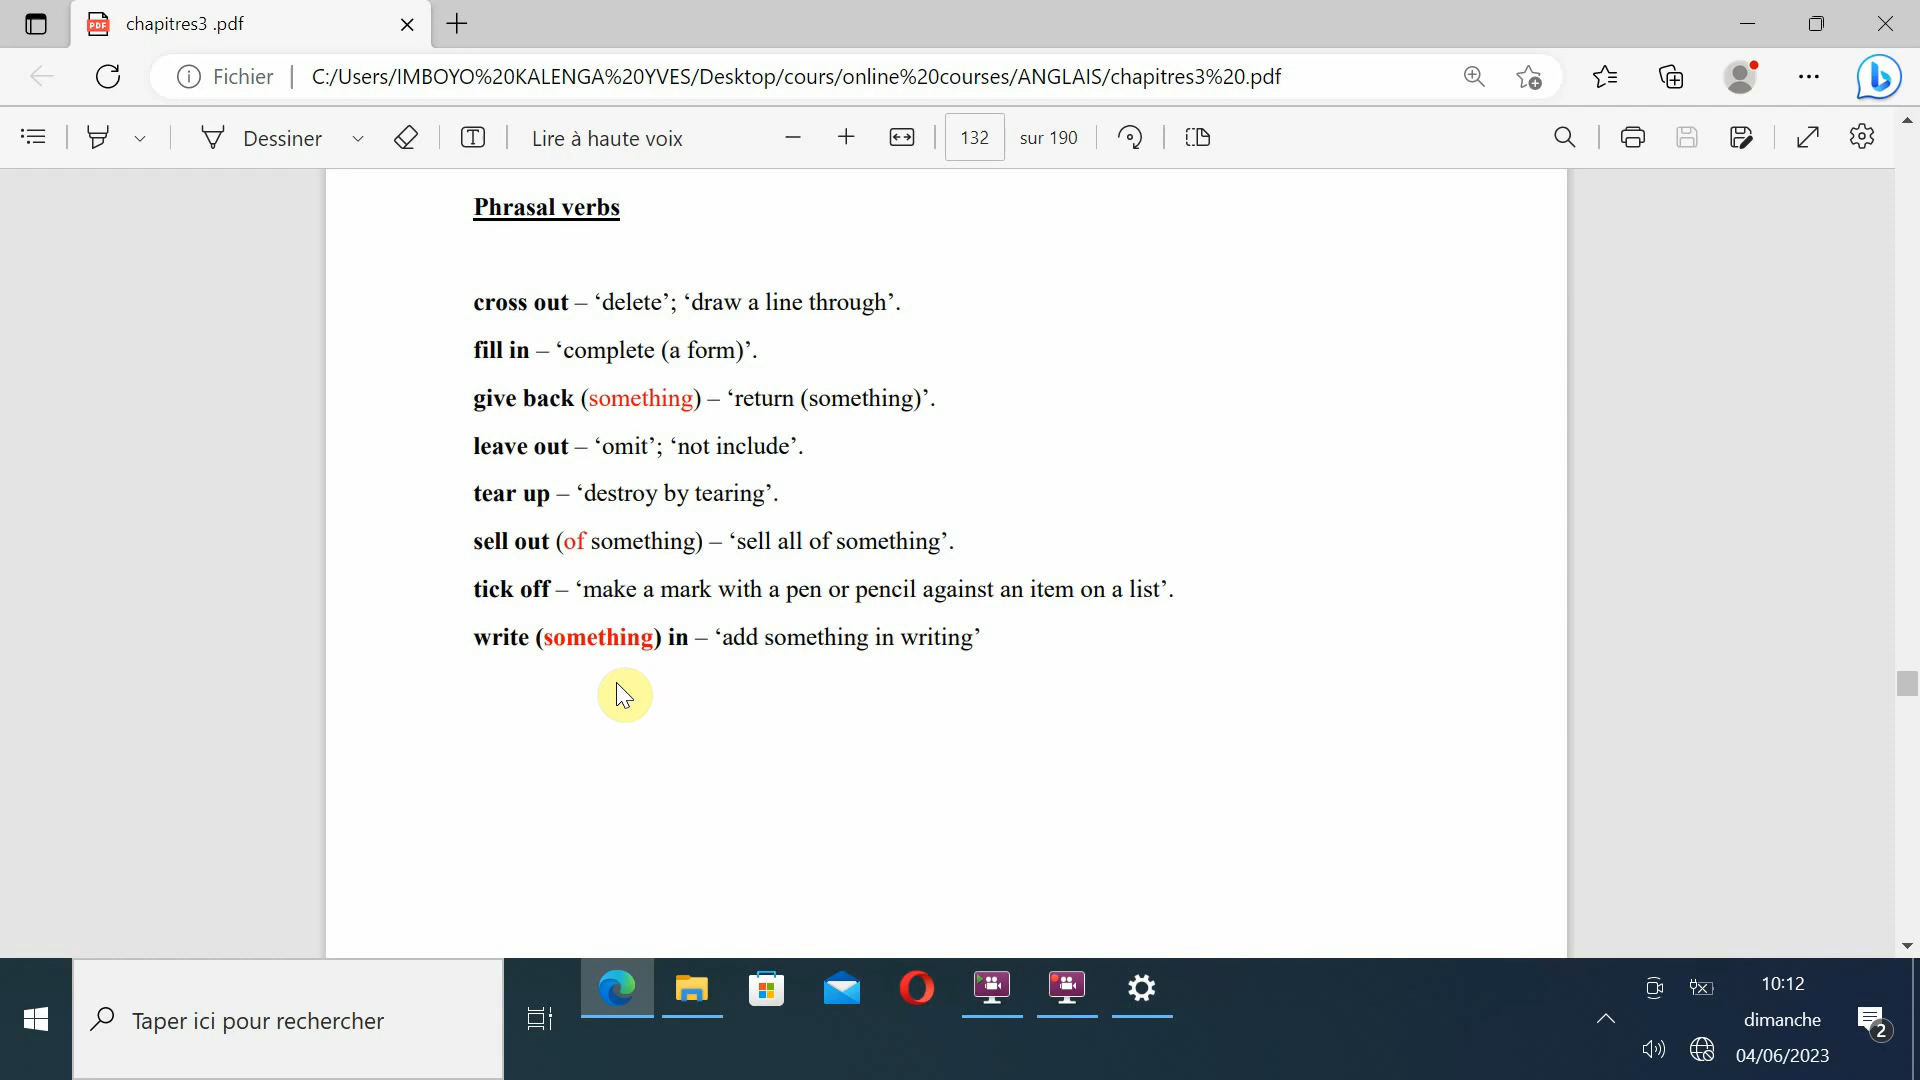 chapitres3 .pdf
Fichier
C:/Users/IMBOYO%20KALENGA%20YVES/Desktop/cours/online%20courses/ANGLAIS/chapitres3%20.pdf
Dessiner
Lire à haute voix
132 sur 190
Phrasal verbs
cross out – ‘delete’; ‘draw a line through’.
fill in – ‘complete (a form)’.
give back (something) – ‘return (something)’.
leave out – ‘omit’; ‘not include’.
tear up – ‘destroy by tearing’.
sell out (of something) – ‘sell all of something’.
tick off – ‘make a mark with a pen or pencil against an item on a list’.
write (something) in – ‘add something in writing’
Taper ici pour rechercher
10:12
dimanche
04/06/2023
2